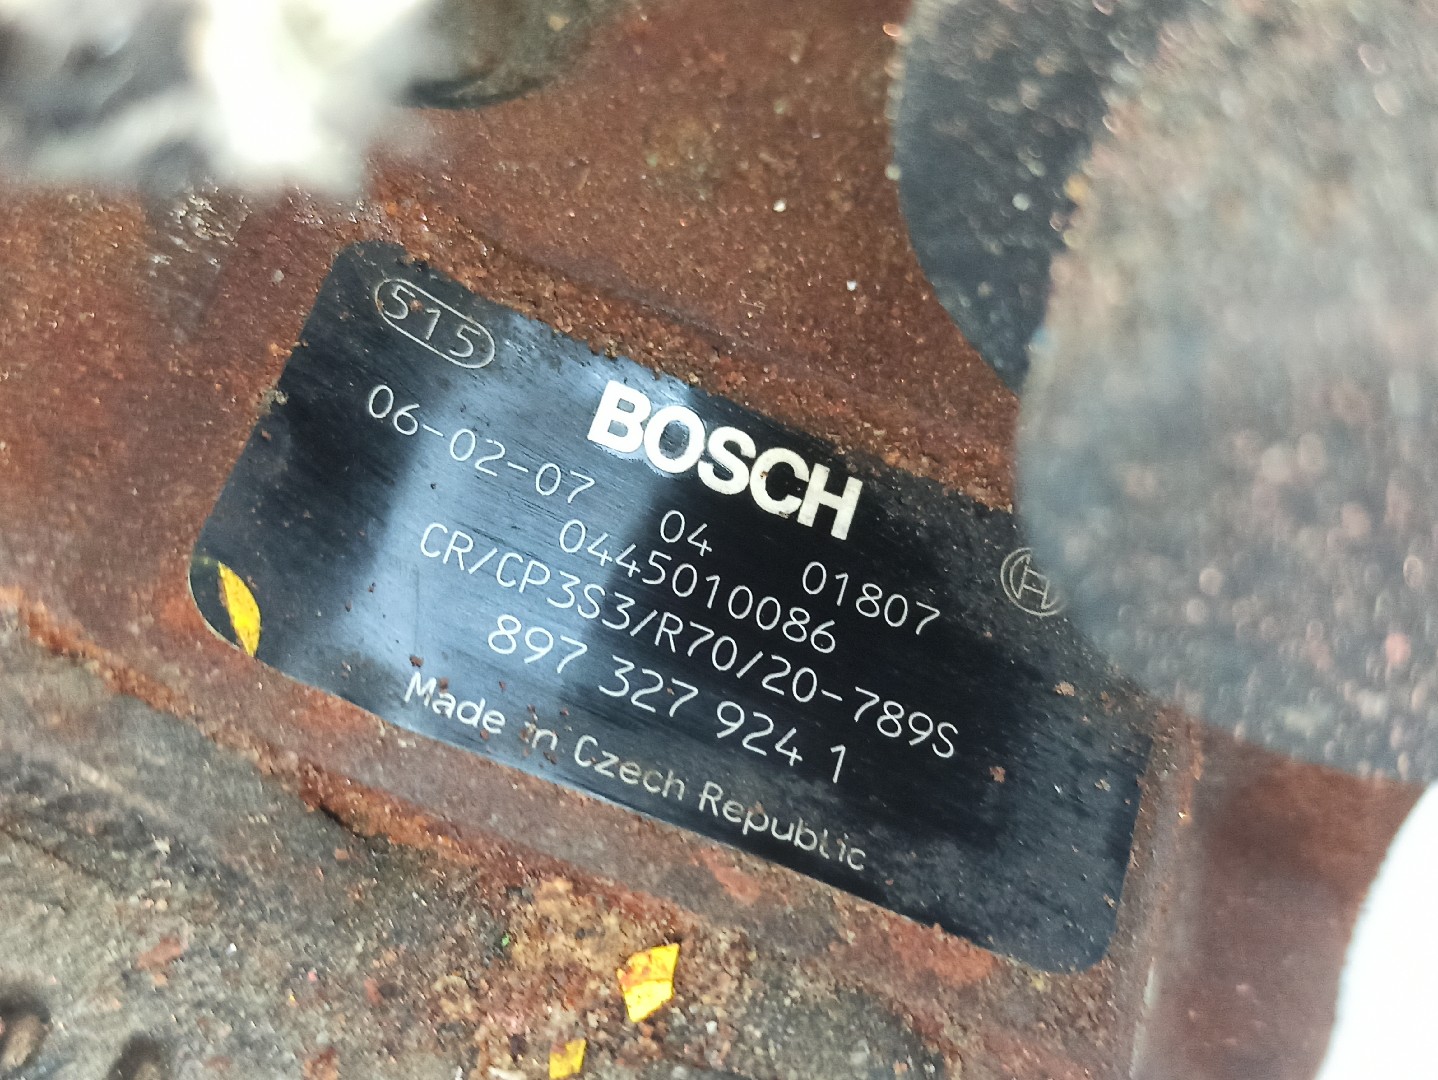 515
BOSCH
06-02-07 04 01807
0445010086
CR/CP3S3/R70/20-789S
897 327 924 1
Made in Czech Republic